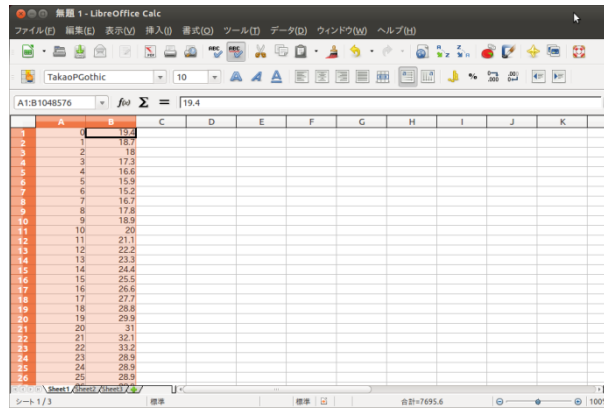 無題 1 - LibreOffice Calc
ファイル(F) 編集(E) 表示(V) 挿入(I) 書式(O) ツール(T) データ(D) ウィンドウ(W) ヘルプ(H)
TakaoPGothic 10
A1:B1048576 f(x) Σ = 19.4
A B C D E F G H I J K
1 0 19.4
2 1 18.7
3 2 18
4 3 17.3
5 4 16.6
6 5 15.9
7 6 15.2
8 7 16.7
9 8 17.8
10 9 18.9
11 10 20
12 11 21.1
13 12 22.2
14 13 23.3
15 14 24.4
16 15 25.5
17 16 26.6
18 17 27.7
19 18 28.8
20 19 29.9
21 20 31
22 21 32.1
23 22 33.2
24 23 28.9
25 24 28.9
26 25 28.9
Sheet1 Sheet2 Sheet3
シート 1 / 3 標準 標準 合計=7695.6 100%